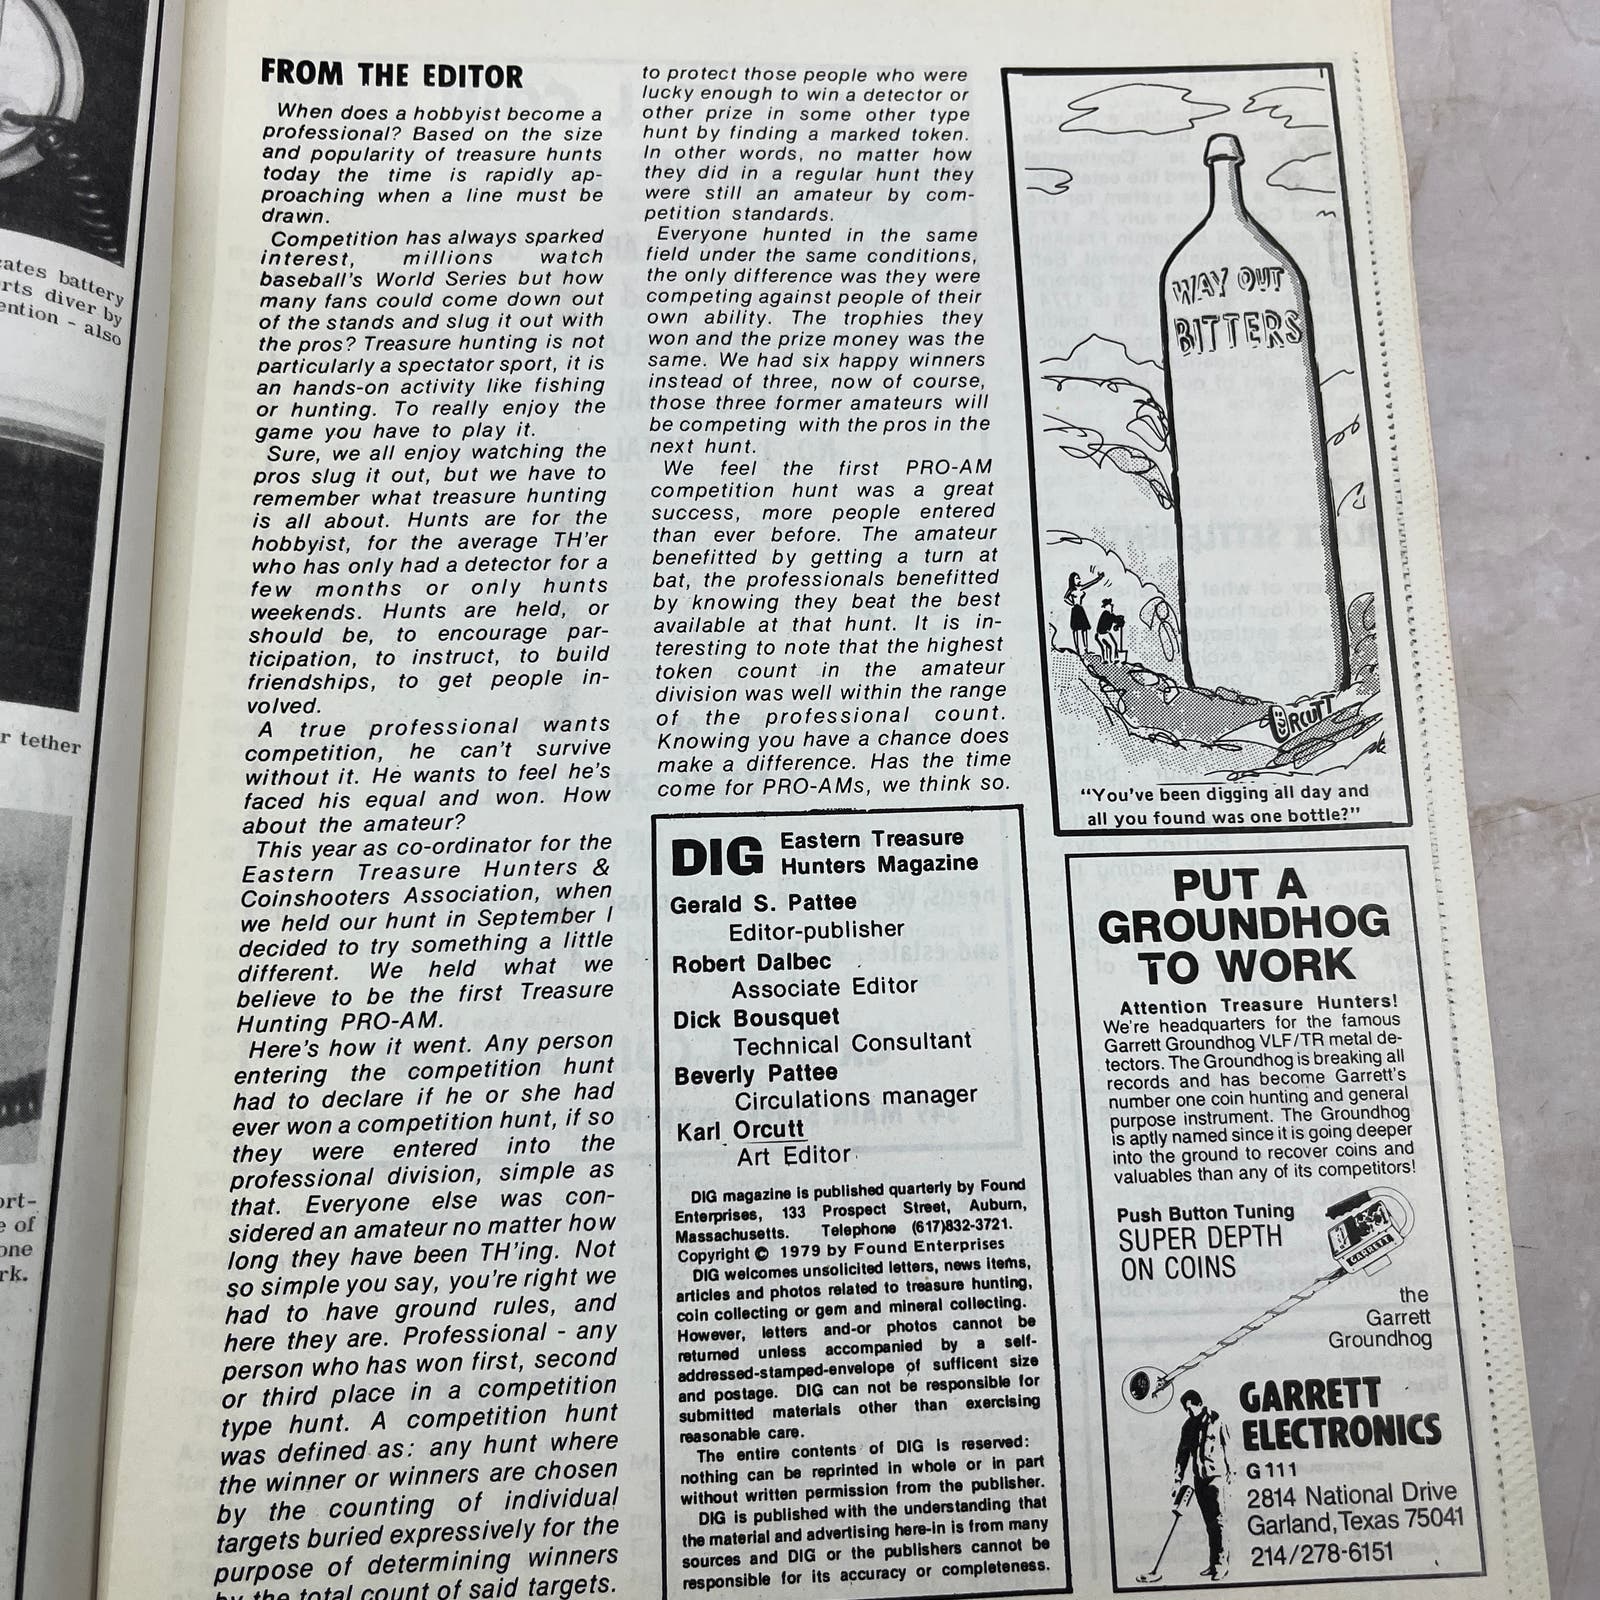 cates battery
rts diver by
ention - also
r tether
ort-
e of
one
rk.
FROM THE EDITOR
When does a hobbyist become a
professional? Based on the size
and popularity of treasure hunts
today the time is rapidly ap-
proaching when a line must be
drawn.
Competition has always sparked
interest, millions watch
baseball's World Series but how
many fans could come down out
of the stands and slug it out with
the pros? Treasure hunting is not
particularly a spectator sport, it is
an hands-on activity like fishing
or hunting. To really enjoy the
game you have to play it.
Sure, we all enjoy watching the
pros slug it out, but we have to
remember what treasure hunting
is all about. Hunts are for the
hobbyist, for the average TH'er
who has only had a detector for a
few months or only hunts
weekends. Hunts are held, or
should be, to encourage par-
ticipation, to instruct, to build
friendships, to get people in-
volved.
A true professional wants
competition, he can't survive
without it. He wants to feel he's
faced his equal and won. How
about the amateur?
This year as co-ordinator for the
Eastern Treasure Hunters &
Coinshooters Association, when
we held our hunt in September I
decided to try something a little
different. We held what we
believe to be the first Treasure
Hunting PRO-AM.
Here's how it went. Any person
entering the competition hunt
had to declare if he or she had
ever won a competition hunt, if so
they were entered into the
professional division, simple as
that. Everyone else was con-
sidered an amateur no matter how
long they have been TH'ing. Not
so simple you say, you're right we
had to have ground rules, and
here they are. Professional - any
person who has won first, second
or third place in a competition
type hunt. A competition hunt
was defined as: any hunt where
the winner or winners are chosen
by the counting of individual
targets buried expressively for the
purpose of determining winners
by the total count of said targets.
to protect those people who were
lucky enough to win a detector or
other prize in some other type
hunt by finding a marked token.
In other words, no matter how
they did in a regular hunt they
were still an amateur by com-
petition standards.
Everyone hunted in the same
field under the same conditions,
the only difference was they were
competing against people of their
own ability. The trophies they
won and the prize money was the
same. We had six happy winners
instead of three, now of course,
those three former amateurs will
be competing with the pros in the
next hunt.
We feel the first PRO-AM
competition hunt was a great
success, more people entered
than ever before. The amateur
benefitted by getting a turn at
bat, the professionals benefitted
by knowing they beat the best
available at that hunt. It is in-
teresting to note that the highest
token count in the amateur
division was well within the range
of the professional count.
Knowing you have a chance does
make a difference. Has the time
come for PRO-AMs, we think so.
DIG Eastern Treasure
Hunters Magazine
Gerald S. Pattee
Editor-publisher
Robert Dalbec
Associate Editor
Dick Bousquet
Technical Consultant
Beverly Pattee
Circulations manager
Karl Orcutt
Art Editor
DIG magazine is published quarterly by Found
Enterprises, 133 Prospect Street, Auburn,
Massachusetts. Telephone (617)832-3721.
Copyright © 1979 by Found Enterprises
DIG welcomes unsolicited letters, news items,
articles and photos related to treasure hunting,
coin collecting or gem and mineral collecting.
However, letters and-or photos cannot be
returned unless accompanied by a self-
addressed-stamped-envelope of sufficent size
and postage. DIG can not be responsible for
submitted materials other than exercising
reasonable care.
The entire contents of DIG is reserved:
nothing can be reprinted in whole or in part
without written permission from the publisher.
DIG is published with the understanding that
the material and advertising here-in is from many
sources and DIG or the publishers cannot be
responsible for its accuracy or completeness.
WAY OUT
BITTERS
ORCUTT
"You've been digging all day and
all you found was one bottle?"
PUT A
GROUNDHOG
TO WORK
Attention Treasure Hunters!
We're headquarters for the famous
Garrett Groundhog VLF/TR metal de-
tectors. The Groundhog is breaking all
records and has become Garrett's
number one coin hunting and general
purpose instrument. The Groundhog
is aptly named since it is going deeper
into the ground to recover coins and
valuables than any of its competitors!
Push Button Tuning
SUPER DEPTH
ON COINS
GARRETT
the
Garrett
Groundhog
GARRETT
ELECTRONICS
G111
2814 National Drive
Garland, Texas 75041
214/278-6151